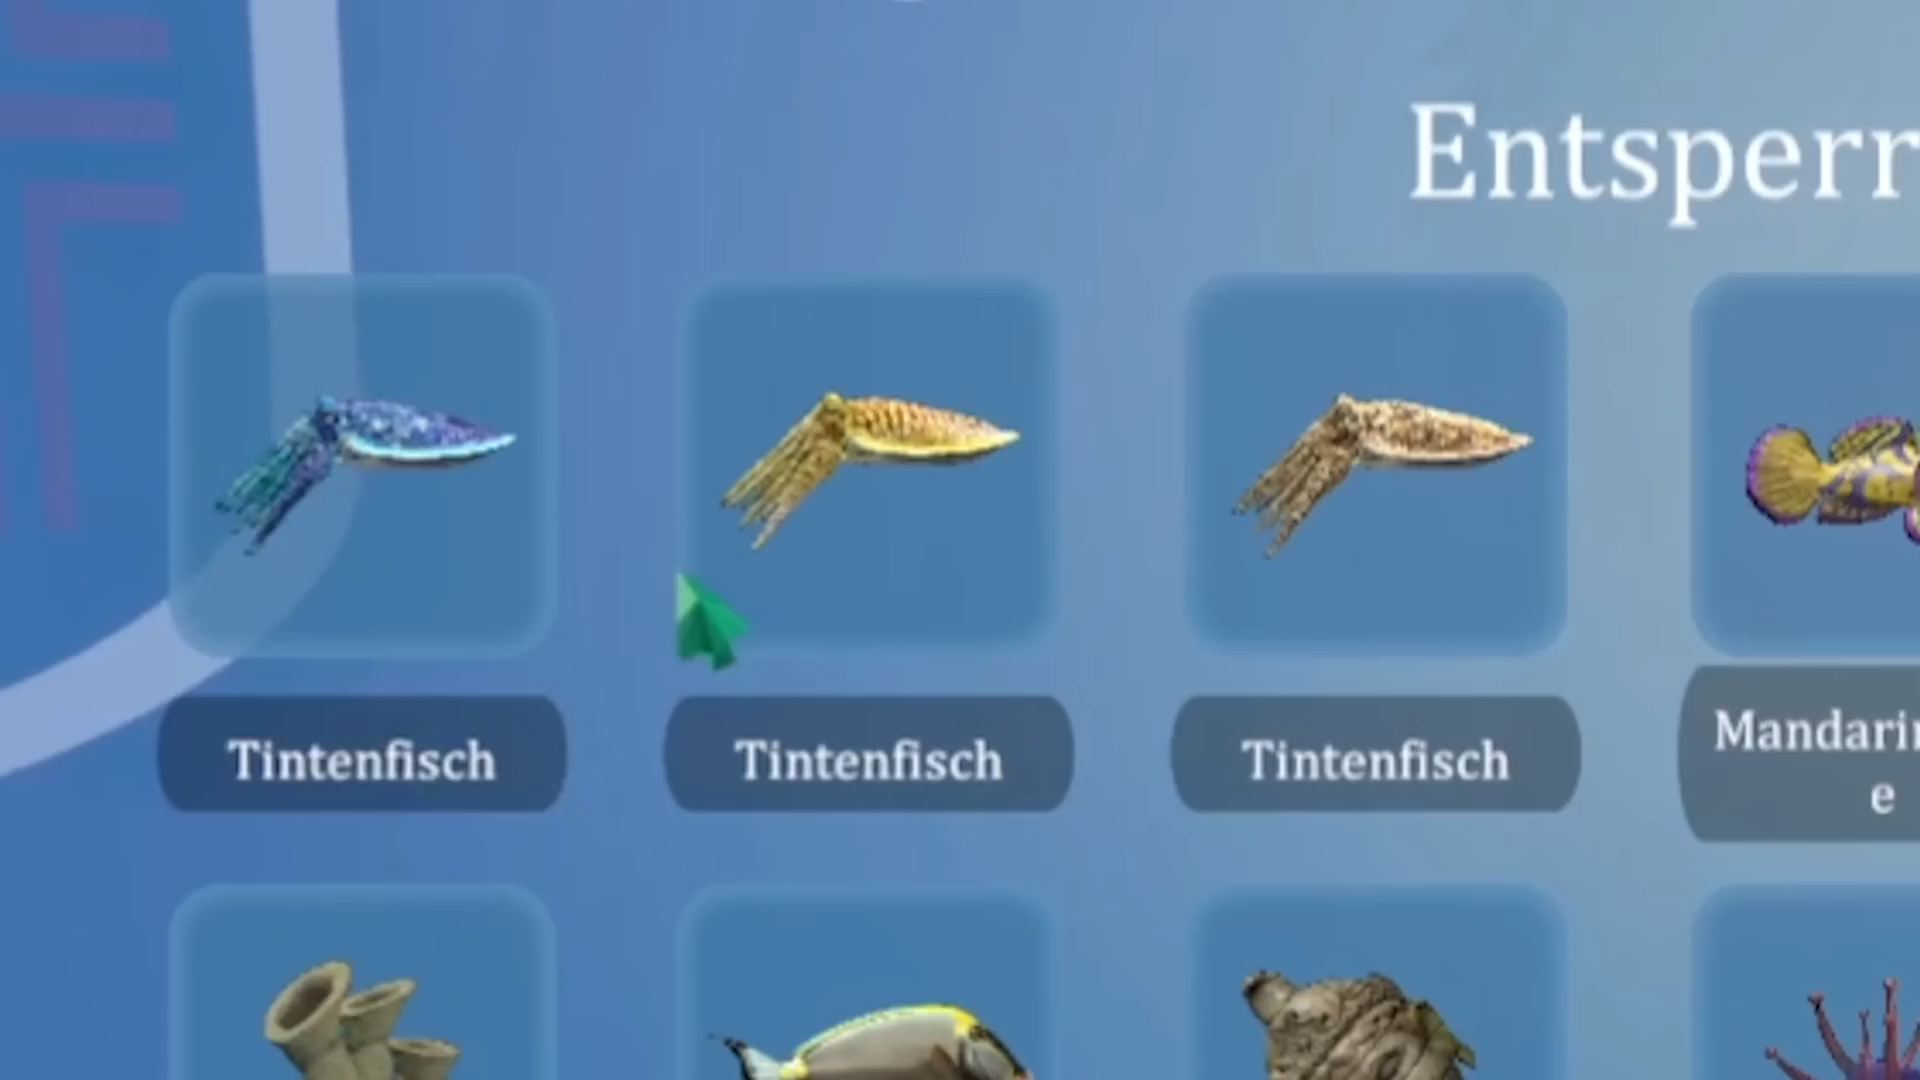 Entsperr
Tintenfisch
Tintenfisch
Tintenfisch
Mandarin
e